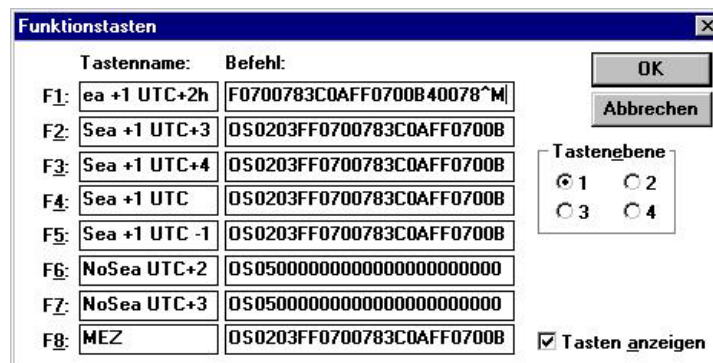 Funktionstasten
Tastenname: Befehl:
F1: ea +1 UTC+2h F0700783C0AFF0700B40078^M
F2: Sea +1 UTC+3 OS0203FF0700783C0AFF0700B
F3: Sea +1 UTC+4 OS0203FF0700783C0AFF0700B
F4: Sea +1 UTC OS0203FF0700783C0AFF0700B
F5: Sea +1 UTC -1 OS0203FF0700783C0AFF0700B
F6: NoSea UTC+2 OS05000000000000000000000
F7: NoSea UTC+3 OS05000000000000000000000
F8: MEZ OS0203FF0700783C0AFF0700B
OK
Abbrechen
Tastenebene
1 2
3 4
Tasten anzeigen